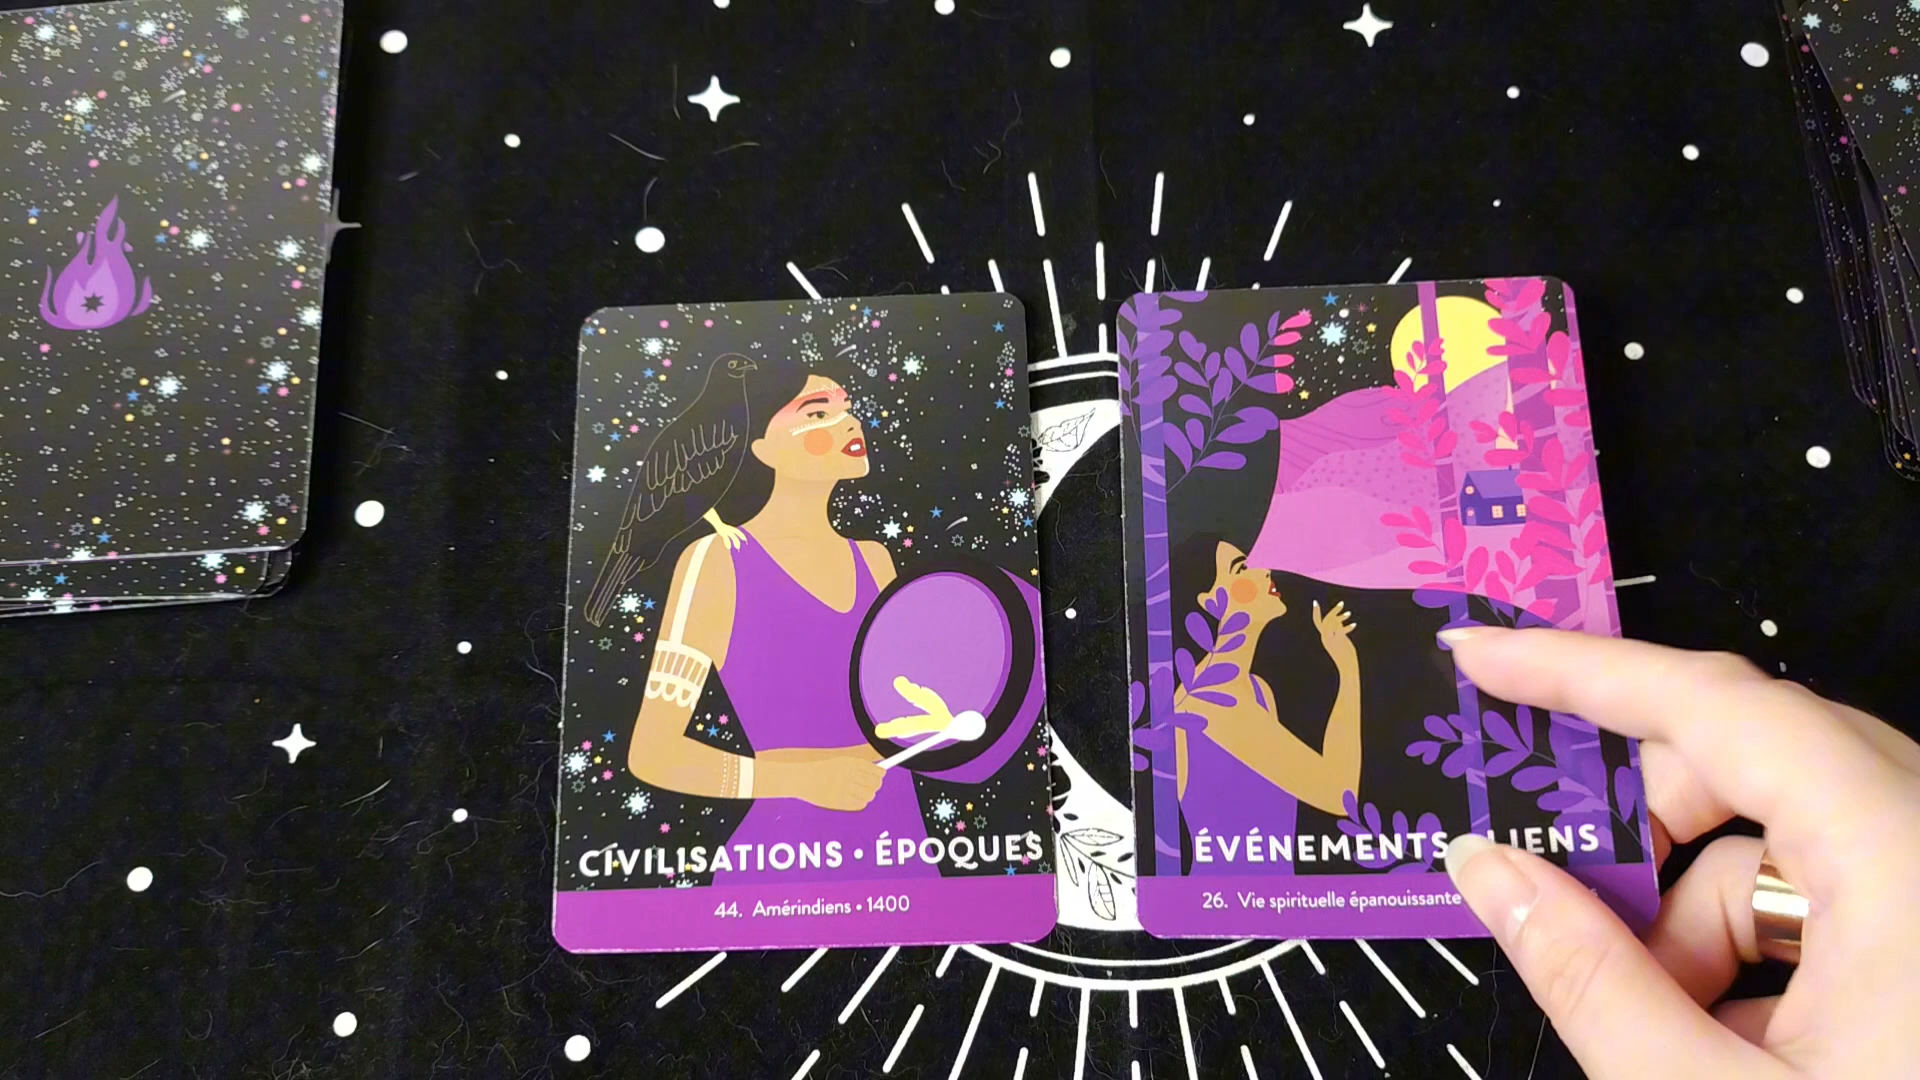 CIVILISATIONS • ÉPOQUES
44. Amérindiens • 1400
ÉVÉNEMENTS LIENS
26. Vie spirituelle épanouissante